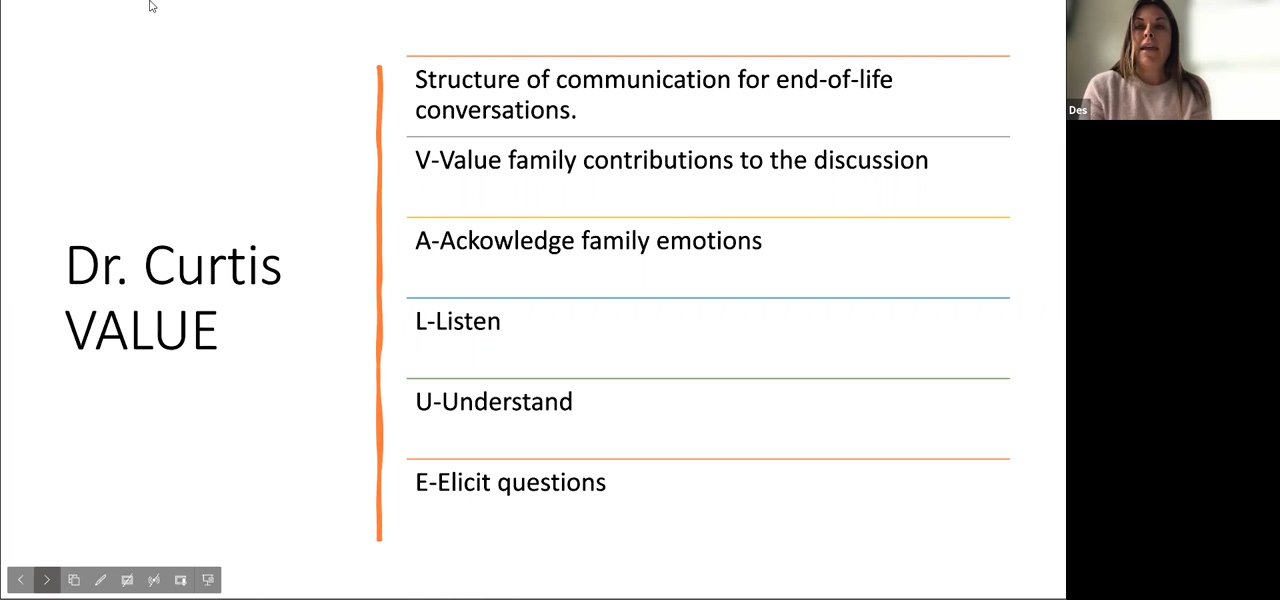 Dr. Curtis
VALUE
Structure of communication for end-of-life
conversations.
V-Value family contributions to the discussion
A-Ackowledge family emotions
L-Listen
U-Understand
E-Elicit questions
Des